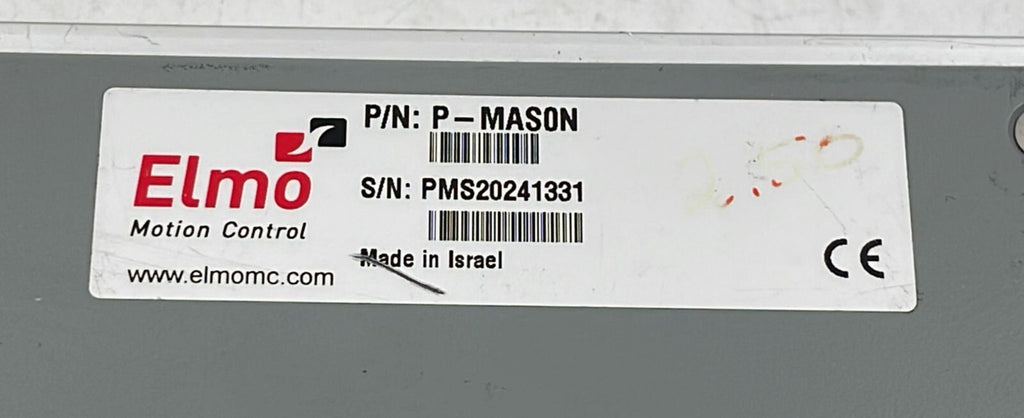 Elmo
Motion Control
www.elmomc.com
P/N: P-MASON
S/N: PMS20241331
Made in Israel
CE